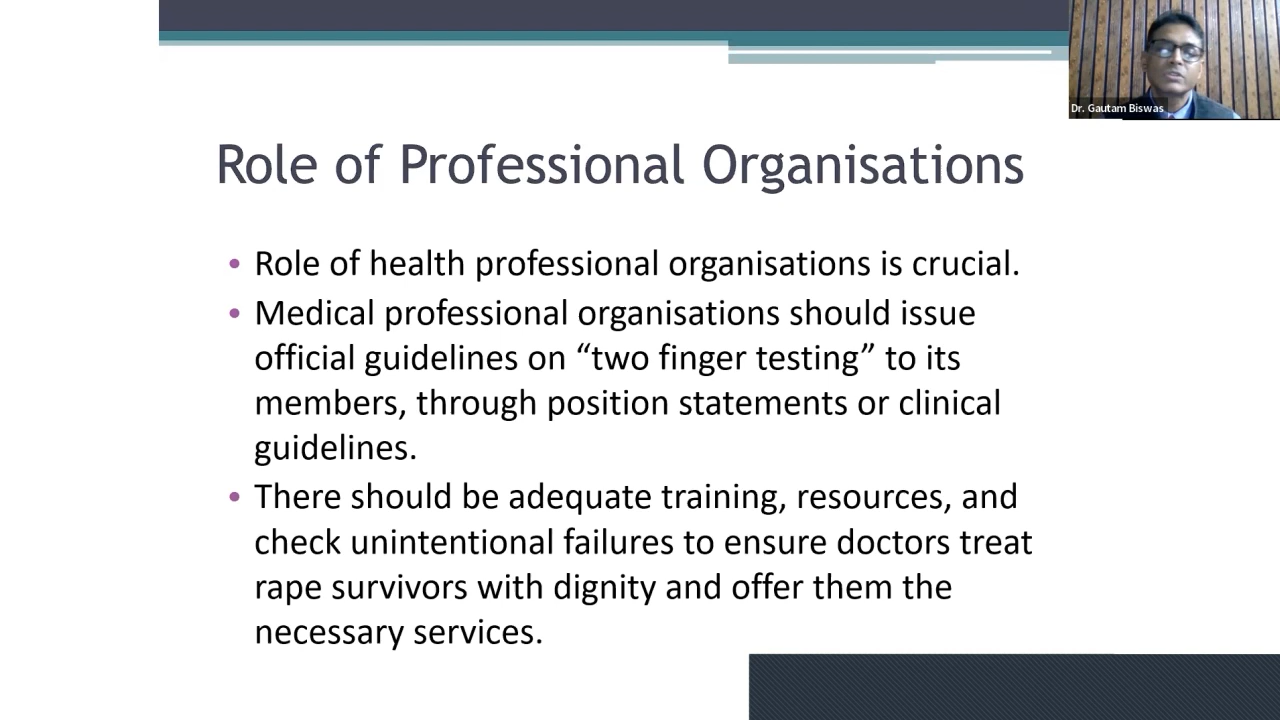 Dr. Gautam Biswas
Role of Professional Organisations
• Role of health professional organisations is crucial.
• Medical professional organisations should issue
official guidelines on “two finger testing” to its
members, through position statements or clinical
guidelines.
• There should be adequate training, resources, and
check unintentional failures to ensure doctors treat
rape survivors with dignity and offer them the
necessary services.